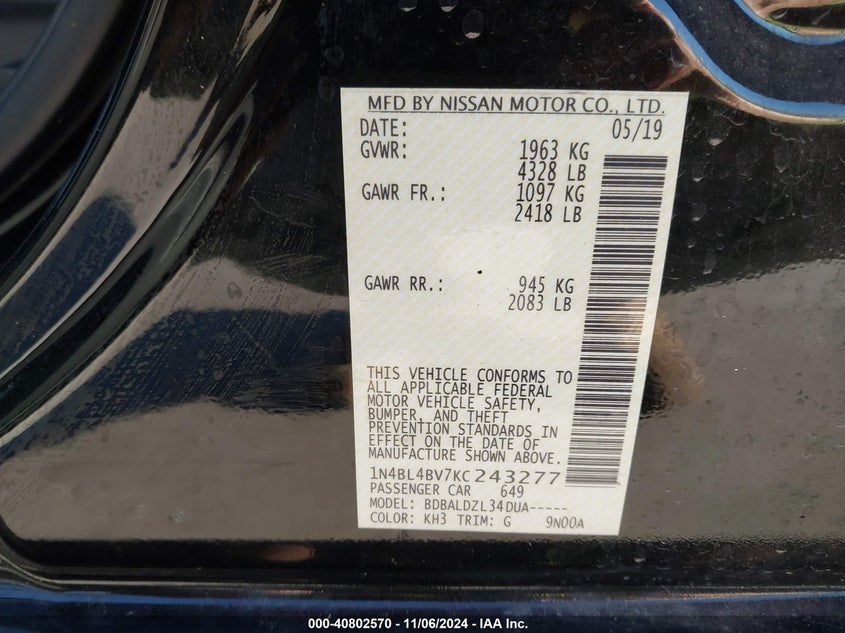 MFD BY NISSAN MOTOR CO., LTD.
DATE: 05/19
GVWR: 1963 KG
4328 LB
GAWR FR.: 1097 KG
2418 LB
GAWR RR.: 945 KG
2083 LB
THIS VEHICLE CONFORMS TO
ALL APPLICABLE FEDERAL
MOTOR VEHICLE SAFETY,
BUMPER, AND THEFT
PREVENTION STANDARDS IN
EFFECT ON THE DATE OF
MANUFACTURE SHOWN ABOVE.
1N4BL4BV7KC243277
PASSENGER CAR 649
MODEL: BDBALDZL34DUA-----
COLOR: KH3 TRIM: G 9N00A
000-40802570 - 11/06/2024 - IAA Inc.